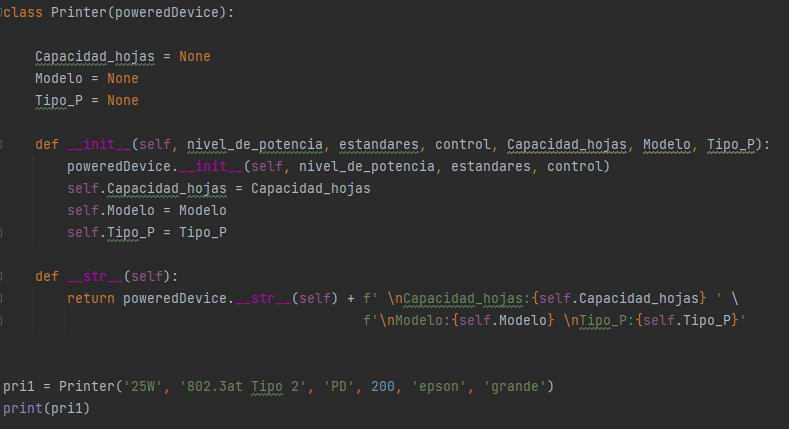 class Printer(poweredDevice):
Capacidad_hojas = None
Modelo = None
Tipo_P = None
def __init__(self, nivel_de_potencia, estandares, control, Capacidad_hojas, Modelo, Tipo_P):
poweredDevice.__init__(self, nivel_de_potencia, estandares, control)
self.Capacidad_hojas = Capacidad_hojas
self.Modelo = Modelo
self.Tipo_P = Tipo_P
def __str__(self):
return poweredDevice.__str__(self) + f' \nCapacidad_hojas:{self.Capacidad_hojas} ' \
f'\nModelo:{self.Modelo} \nTipo_P:{self.Tipo_P}'
pri1 = Printer('25W', '802.3at Tipo 2', 'PD', 200, 'epson', 'grande')
print(pri1)